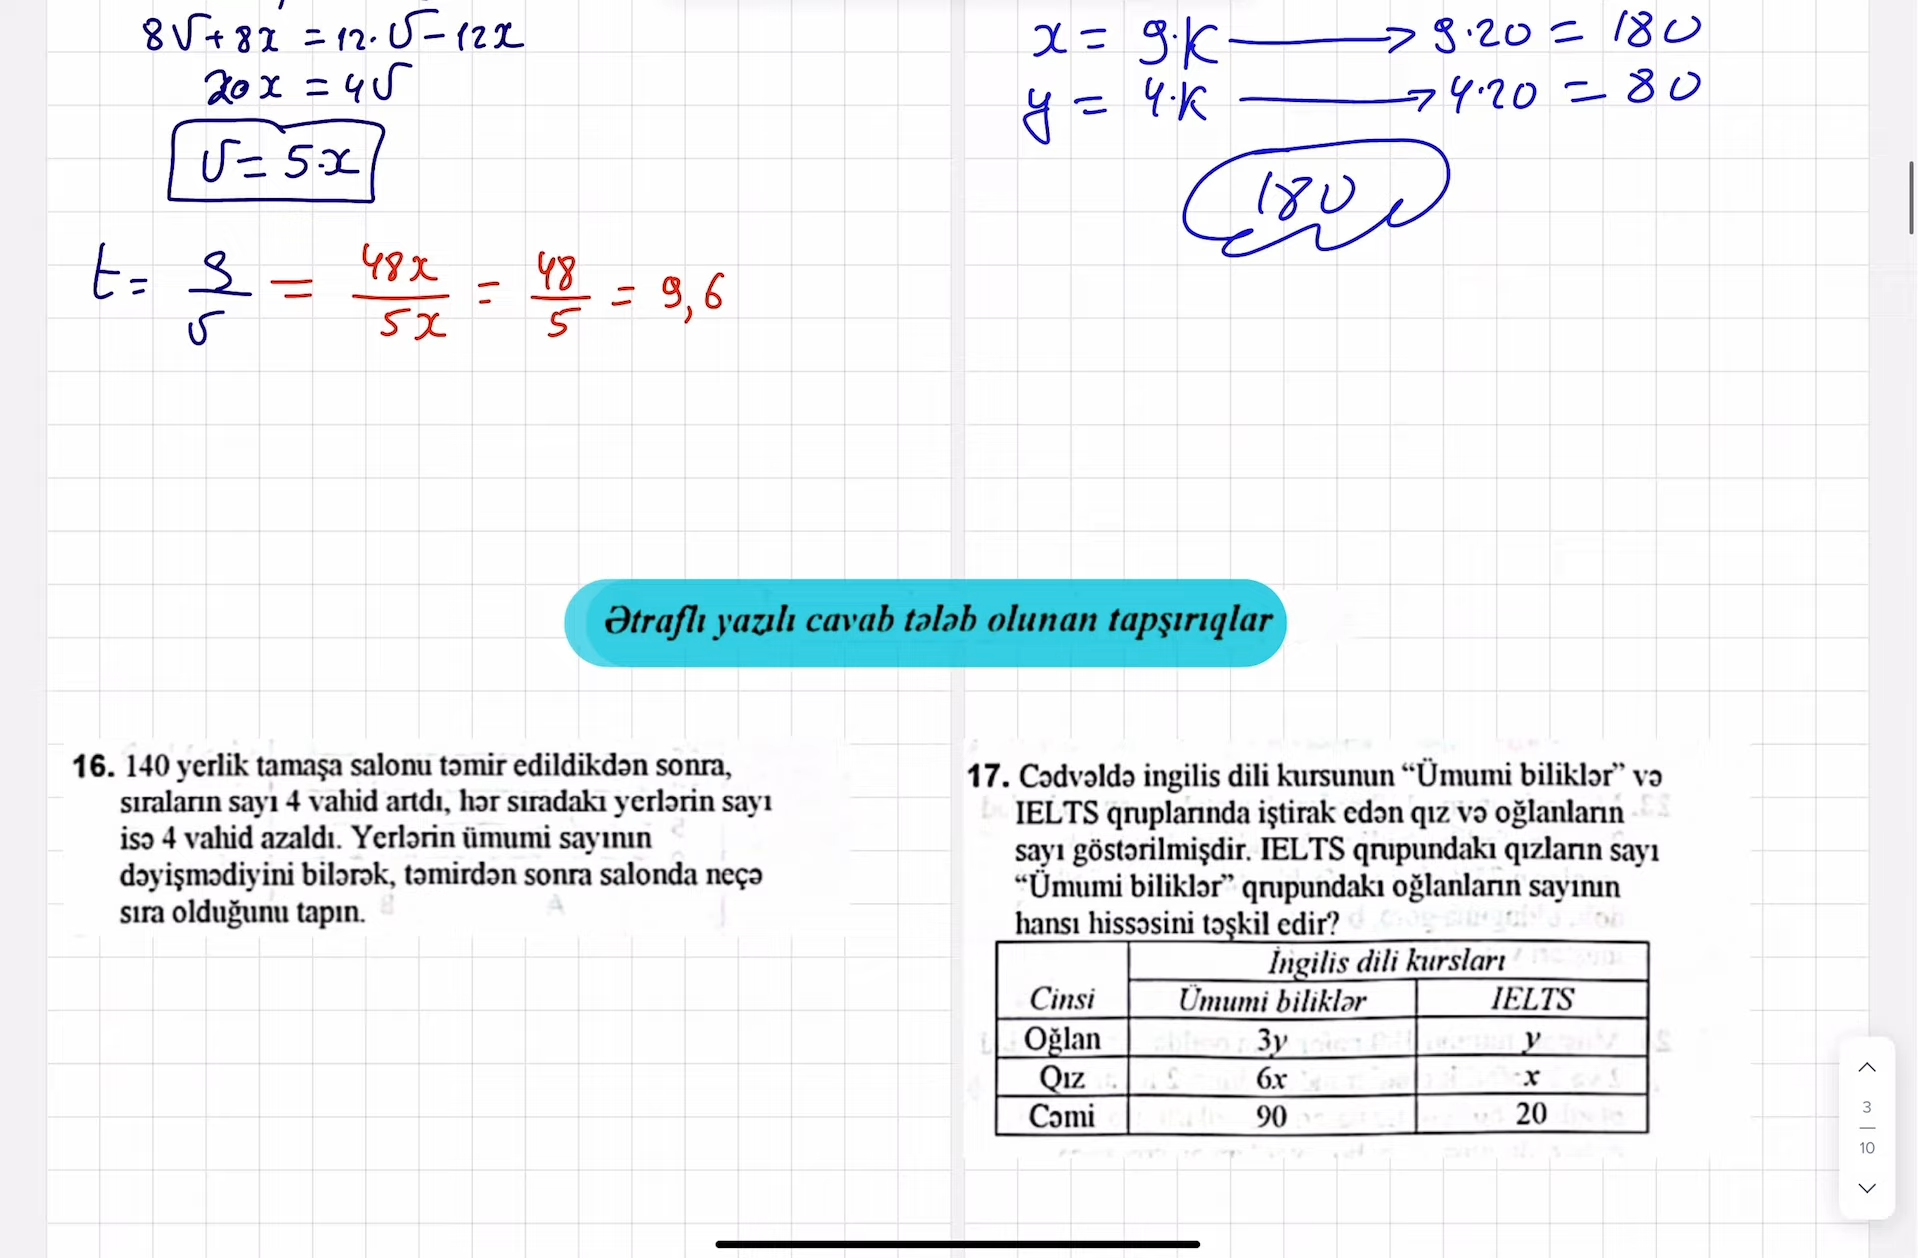 8v+8x = 12·v-12x
20x = 4v
v = 5·x
t = S/v = 48x/5x = 48/5 = 9,6
x = 9·k → 9·20 = 180
y = 4·k → 4·20 = 80
180
Ətraflı yazılı cavab tələb olunan tapşırıqlar
16. 140 yerlik tamaşa salonu təmir edildikdən sonra,
sıraların sayı 4 vahid artdı, hər sıradakı yerlərin sayı
isə 4 vahid azaldı. Yerlərin ümumi sayının
dəyişmədiyini bilərək, təmirdən sonra salonda neçə
sıra olduğunu tapın.
17. Cədvəldə ingilis dili kursunun “Ümumi biliklər” və
IELTS qruplarında iştirak edən qız və oğlanların
sayı göstərilmişdir. IELTS qrupundakı qızların sayı
“Ümumi biliklər” qrupundakı oğlanların sayının
hansı hissəsini təşkil edir?
İngilis dili kursları
Cinsi Ümumi biliklər IELTS
Oğlan 3y y
Qız 6x x
Cəmi 90 20
3
10